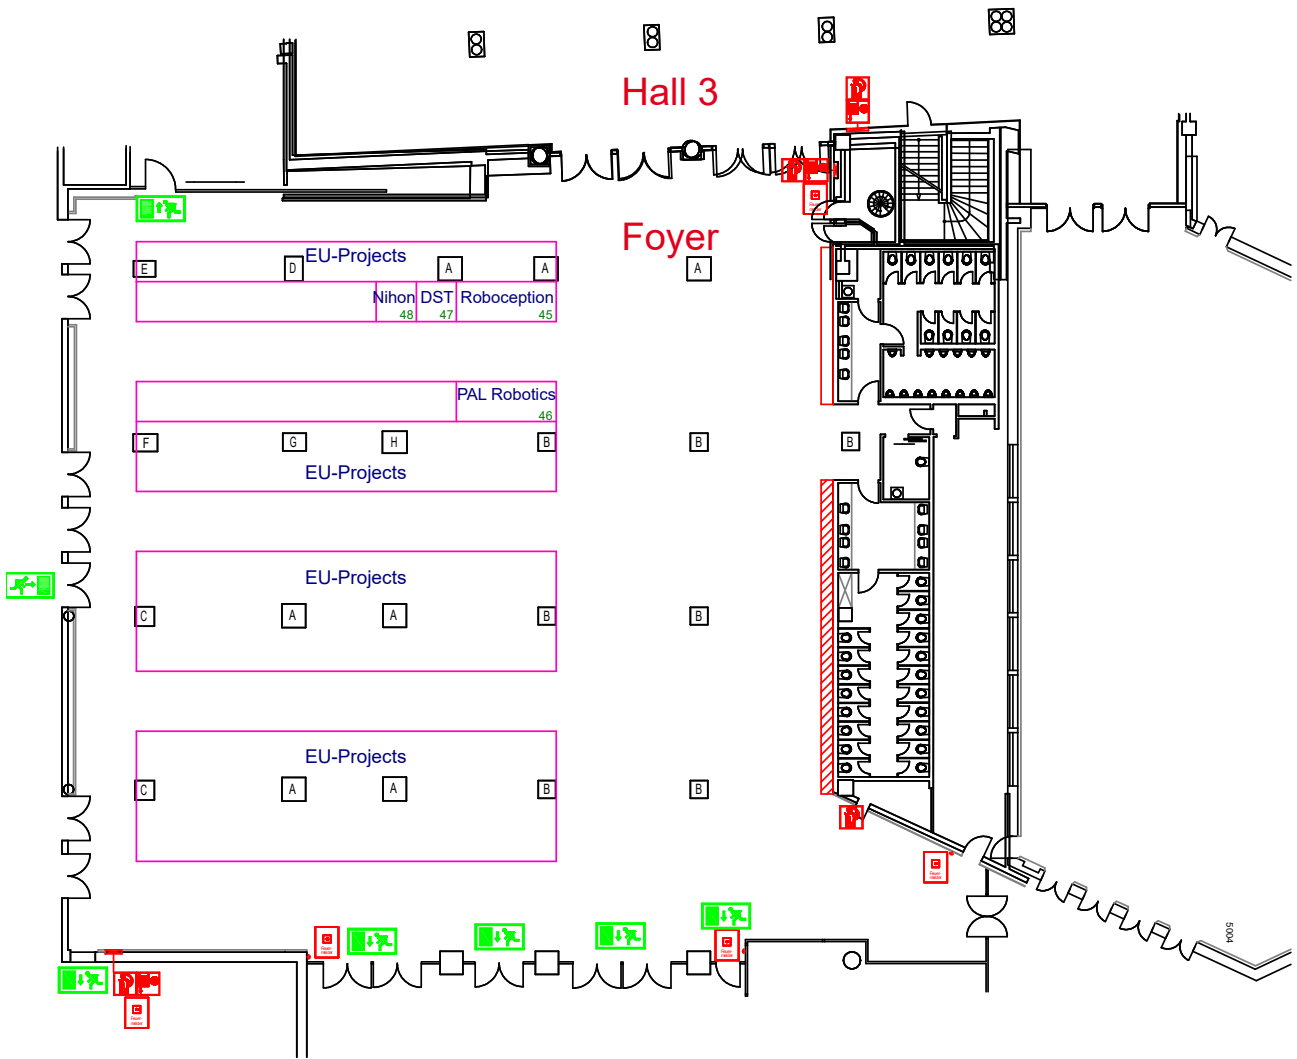 Hall 3
Foyer
EU-Projects
E
D
A
A
A
Nihon
DST
Roboception
48
47
45
PAL Robotics
46
F
G
H
B
B
B
EU-Projects
EU-Projects
C
A
A
B
B
EU-Projects
C
A
A
B
B
5004